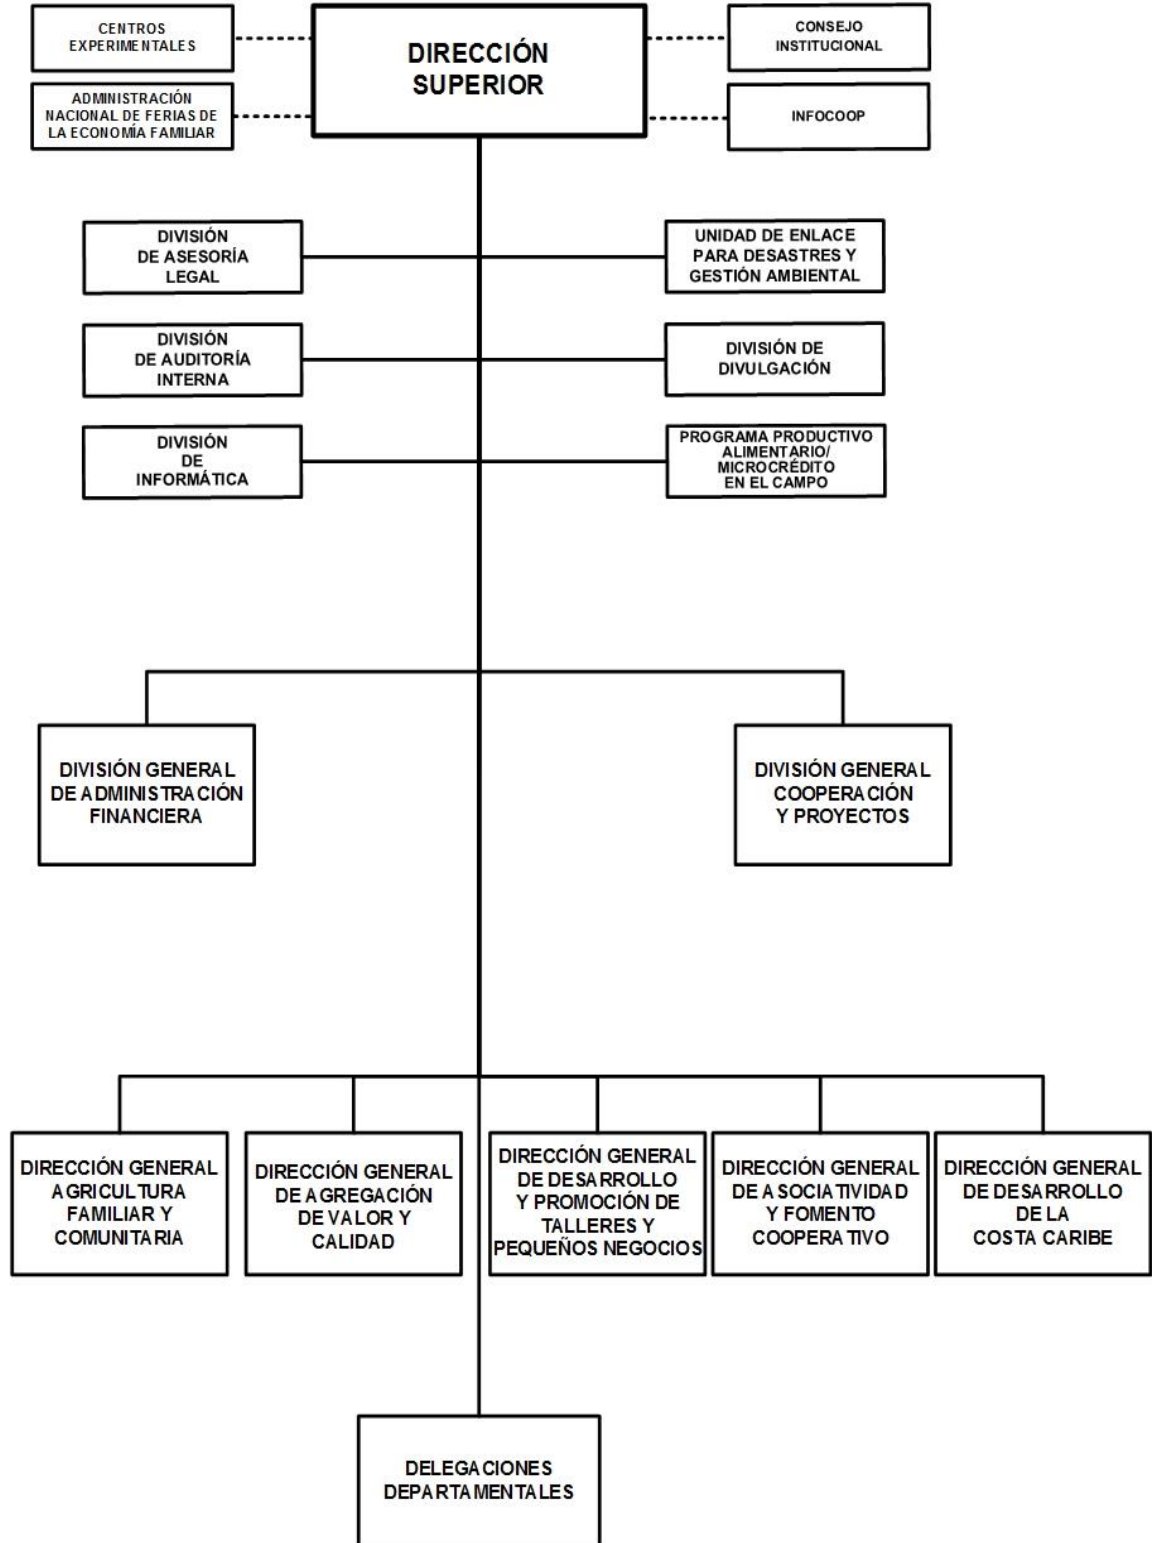 CENTROS
EXPERIMENTALES
DIRECCIÓN
SUPERIOR
CONSEJO
INSTITUCIONAL
ADMINISTRACIÓN
NACIONAL DE FERIAS DE
LA ECONOMÍA FAMILIAR
INFOCOOP
DIVISIÓN
DE ASESORÍA
LEGAL
UNIDAD DE ENLACE
PARA DESASTRES Y
GESTIÓN AMBIENTAL
DIVISIÓN
DE AUDITORÍA
INTERNA
DIVISIÓN DE
DIVULGACIÓN
DIVISIÓN
DE
INFORMÁTICA
PROGRAMA PRODUCTIVO
ALIMENTARIO/
MICROCRÉDITO
EN EL CAMPO
DIVISIÓN GENERAL
DE ADMINISTRACIÓN
FINANCIERA
DIVISIÓN GENERAL
COOPERACIÓN
Y PROYECTOS
DIRECCIÓN GENERAL
AGRICULTURA
FAMILIAR Y
COMUNITARIA
DIRECCIÓN GENERAL
DE AGREGACIÓN
DE VALOR Y
CALIDAD
DIRECCIÓN GENERAL
DE DESARROLLO
Y PROMOCIÓN DE
TALLERES Y
PEQUEÑOS NEGOCIOS
DIRECCIÓN GENERAL
DE ASOCIATIVIDAD
Y FOMENTO
COOPERATIVO
DIRECCIÓN GENERAL
DE DESARROLLO
DE LA
COSTA CARIBE
DELEGACIONES
DEPARTAMENTALES